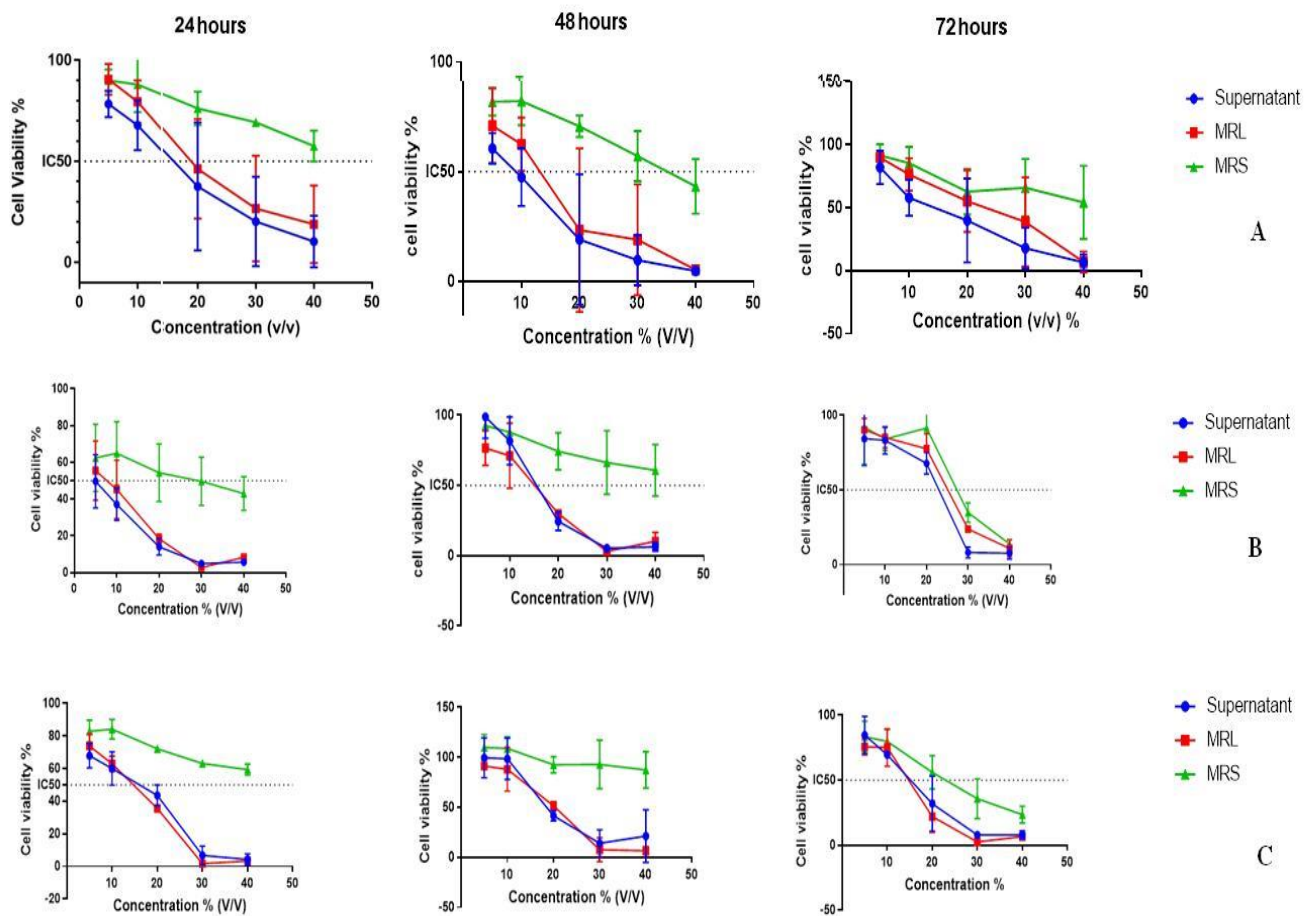 24hours
48 hours
72hours
Cell Viability %
100
IC50
0
0
10
20
30
40
50
Concentration (v/v)
cell viability %
100
IC50
0
10
20
30
40
50
Concentration % (V/V)
cell viability %
150
100
50
0
-50
10
20
30
40
50
Concentration (v/v) %
Supernatant
MRL
MRS
A
Cell viability %
100
80
60
IC50
40
20
0
10
20
30
40
50
Concentration % (V/V)
cell viability %
100
IC50
0
-50
10
20
30
40
50
Concentration % (V/V)
Cell viability %
100
IC50
0
10
20
30
40
50
Concentration % (V/V)
Supernatant
MRL
MRS
B
Cell viability %
100
80
60
IC50
40
20
0
-20
10
20
30
40
50
Concentration % (V/V)
cell viability %
150
100
50
0
-50
10
20
30
40
50
Concentration % (V/V)
cell viability %
100
IC50
0
-50
10
20
30
40
50
Concentration %
Supernatant
MRL
MRS
C